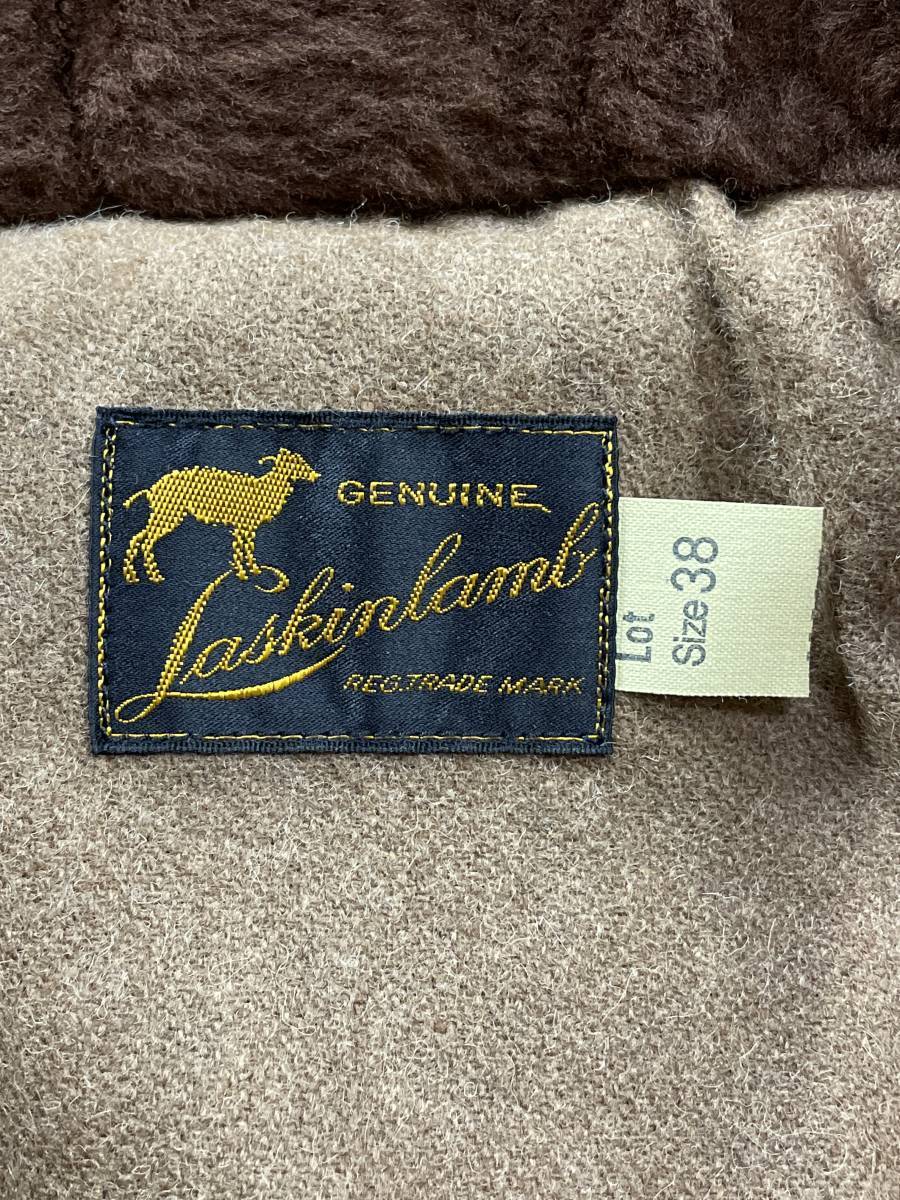 GENUINE
Laskinlamb
REG. TRADE MARK
Lot
Size 38